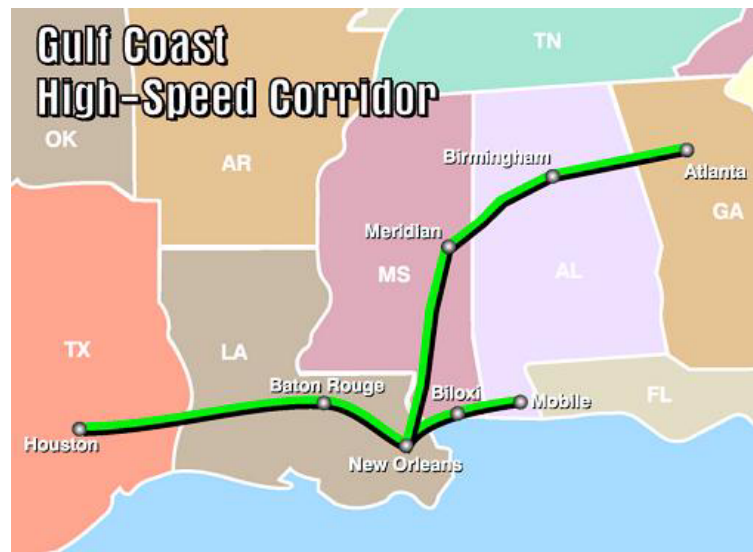 Gulf Coast
High-Speed Corridor
TN
OK
AR
Birmingham
Atlanta
GA
Meridian
MS
AL
TX
LA
Baton Rouge
Biloxi
Mobile
FL
Houston
New Orleans